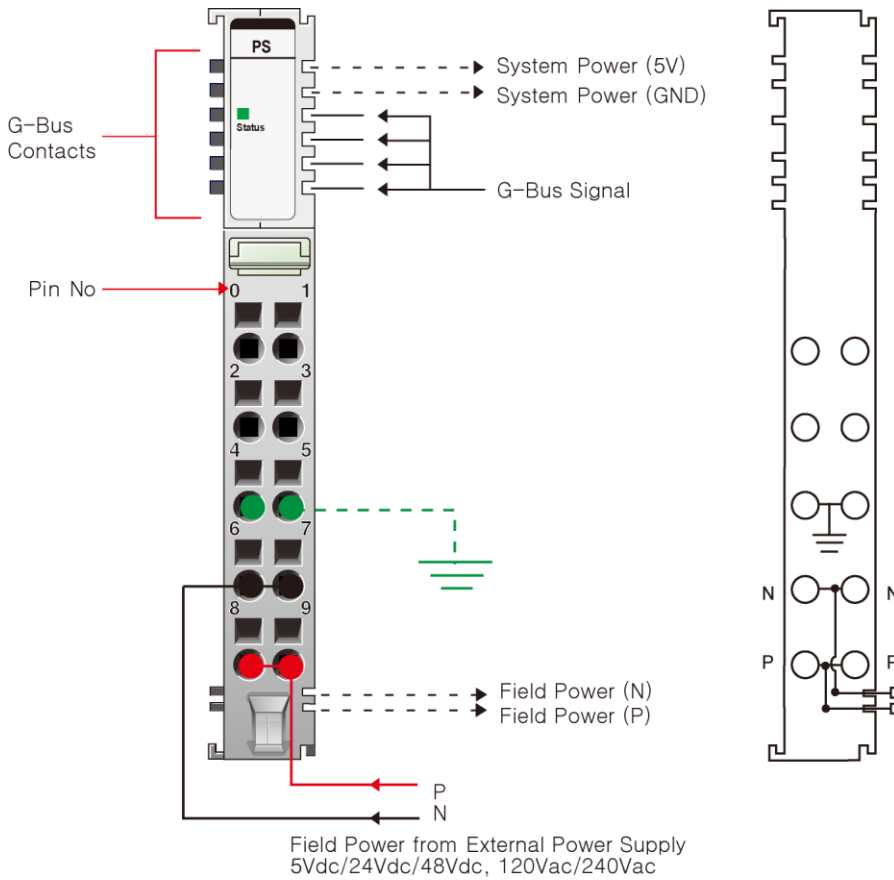 PS
System Power (5V)
System Power (GND)
Status
G-Bus
Contacts
G-Bus Signal
Pin No
0 1
2 3
4 5
6 7
8 9
N N
P P
Field Power (N)
Field Power (P)
P
N
Field Power from External Power Supply
5Vdc/24Vdc/48Vdc, 120Vac/240Vac